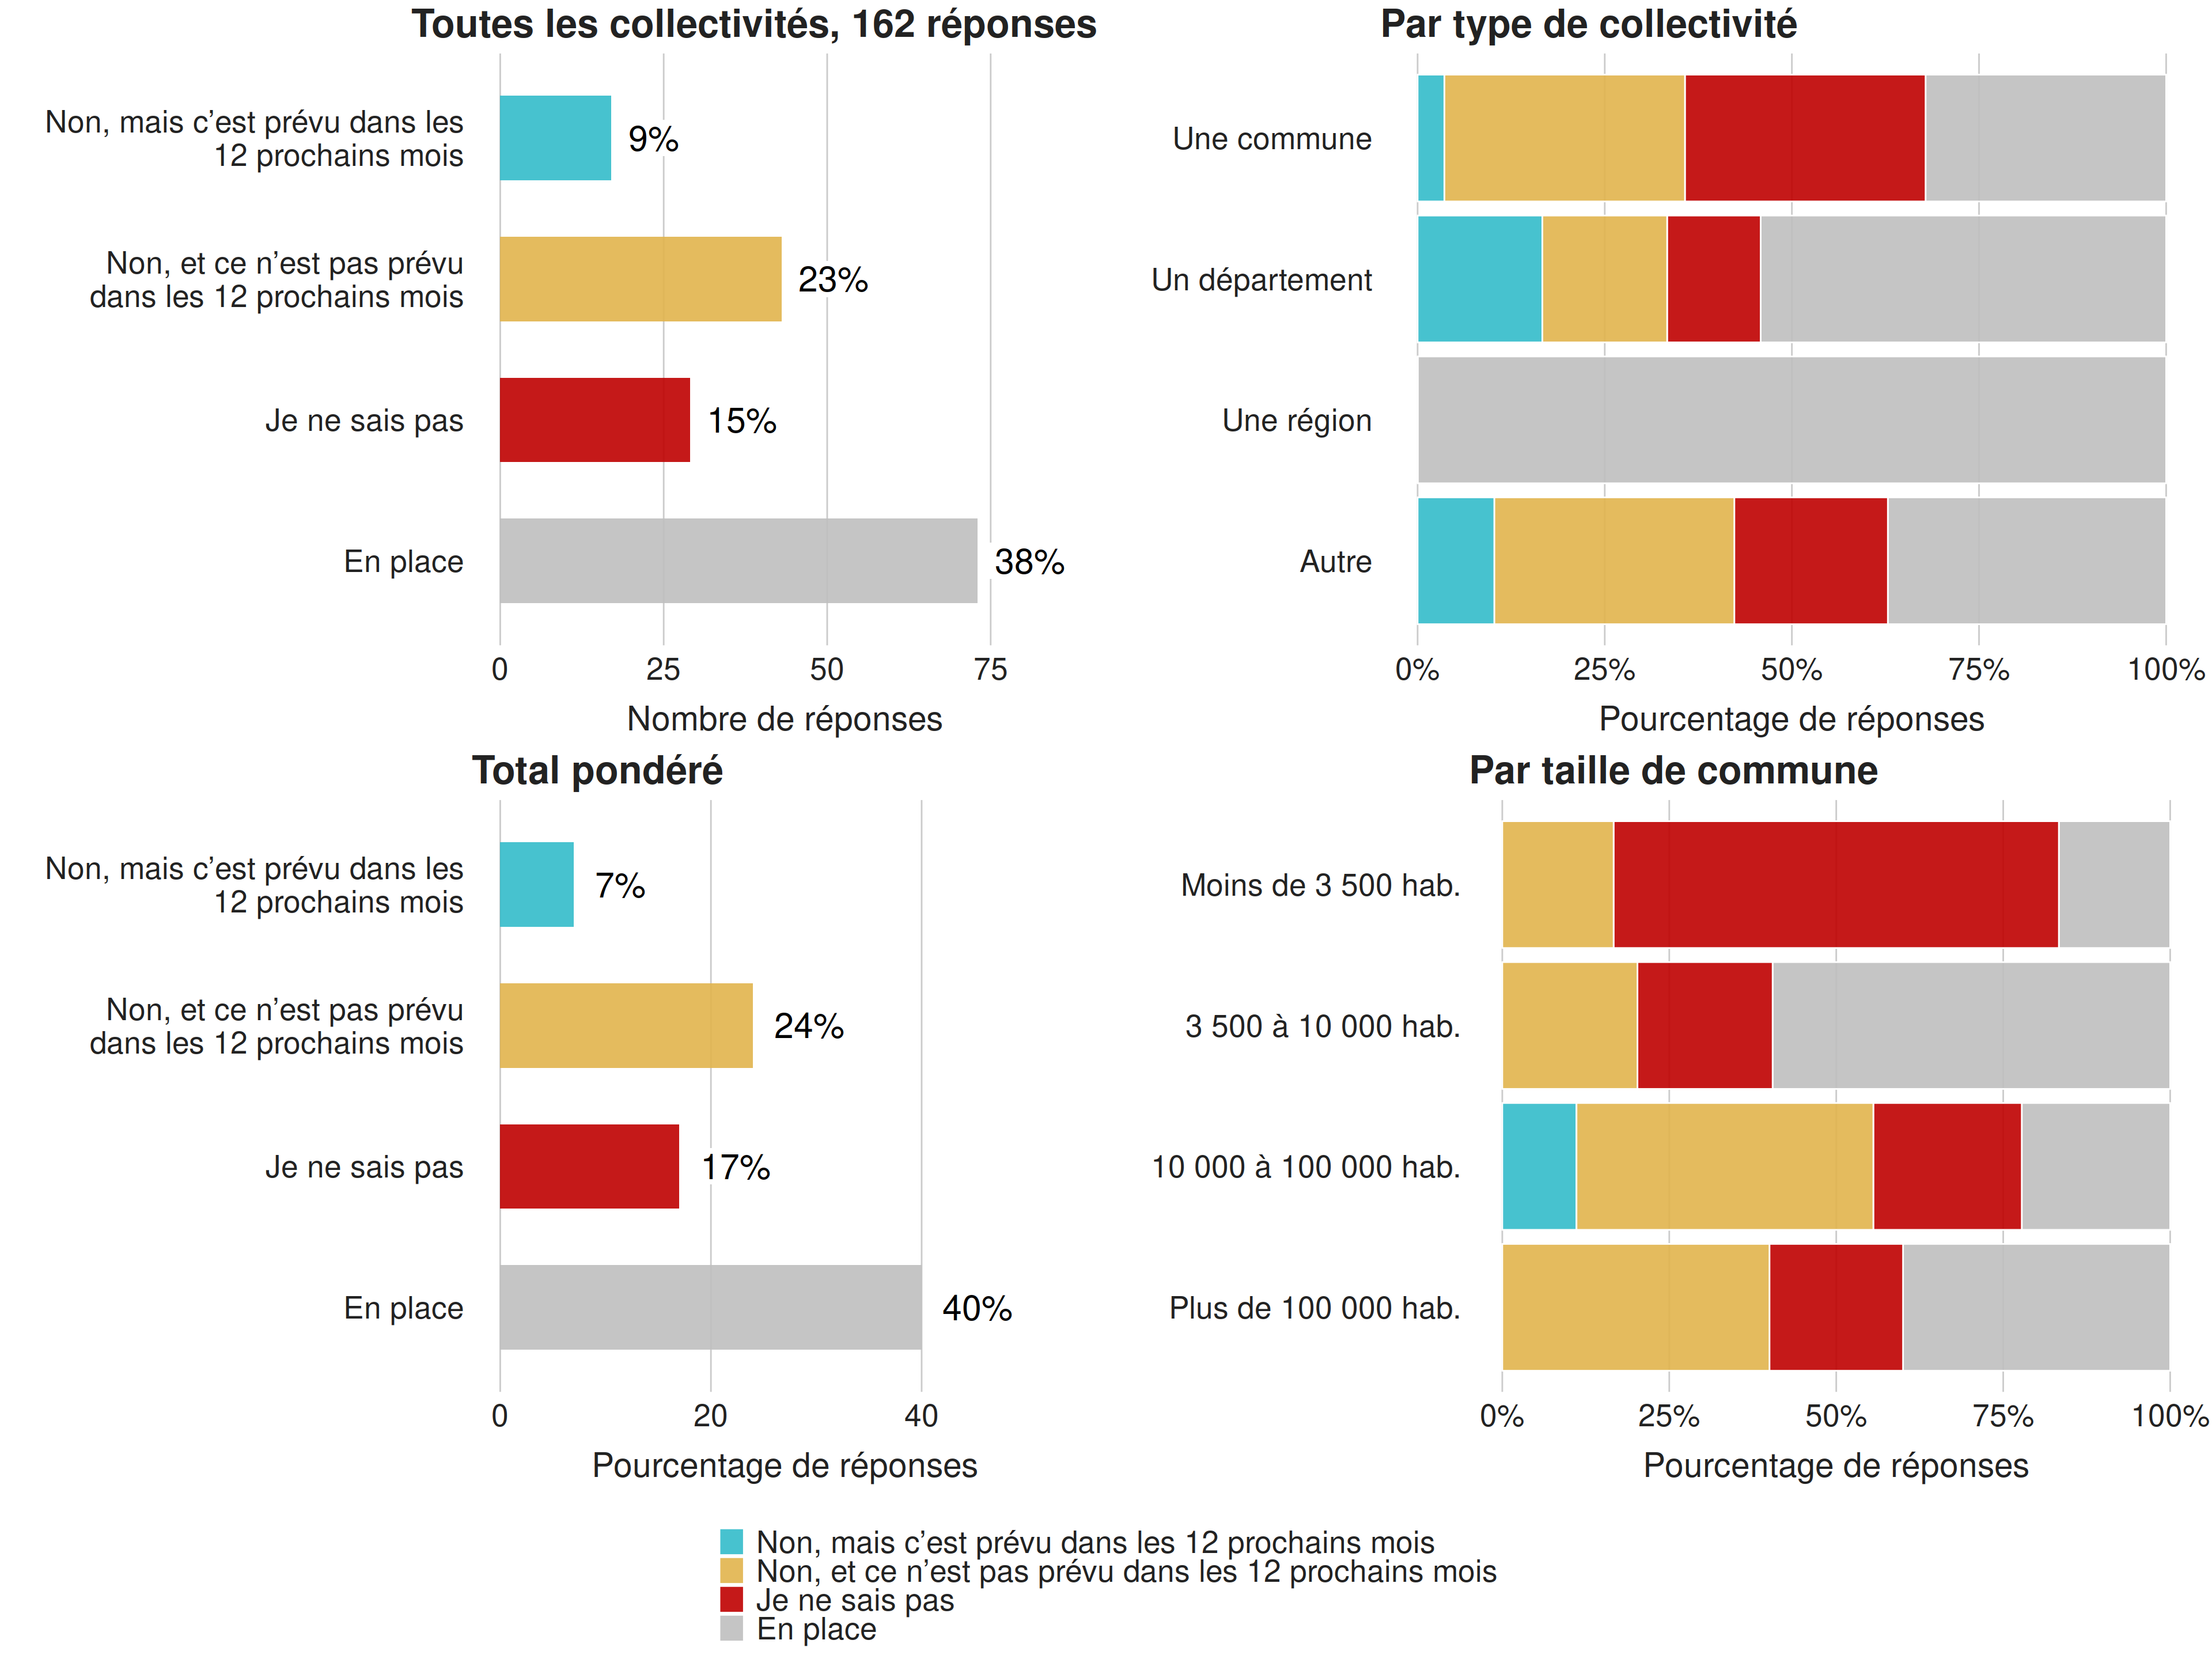 Toutes les collectivités, 162 réponses
Non, mais c’est prévu dans les
12 prochains mois
9%
Non, et ce n’est pas prévu
dans les 12 prochains mois
23%
Je ne sais pas
15%
En place
38%
0 25 50 75
Nombre de réponses
Par type de collectivité
Une commune
Un département
Une région
Autre
0% 25% 50% 75% 100%
Pourcentage de réponses
Total pondéré
Non, mais c’est prévu dans les
12 prochains mois
7%
Non, et ce n’est pas prévu
dans les 12 prochains mois
24%
Je ne sais pas
17%
En place
40%
0 20 40
Pourcentage de réponses
Par taille de commune
Moins de 3 500 hab.
3 500 à 10 000 hab.
10 000 à 100 000 hab.
Plus de 100 000 hab.
0% 25% 50% 75% 100%
Pourcentage de réponses
Non, mais c’est prévu dans les 12 prochains mois
Non, et ce n’est pas prévu dans les 12 prochains mois
Je ne sais pas
En place